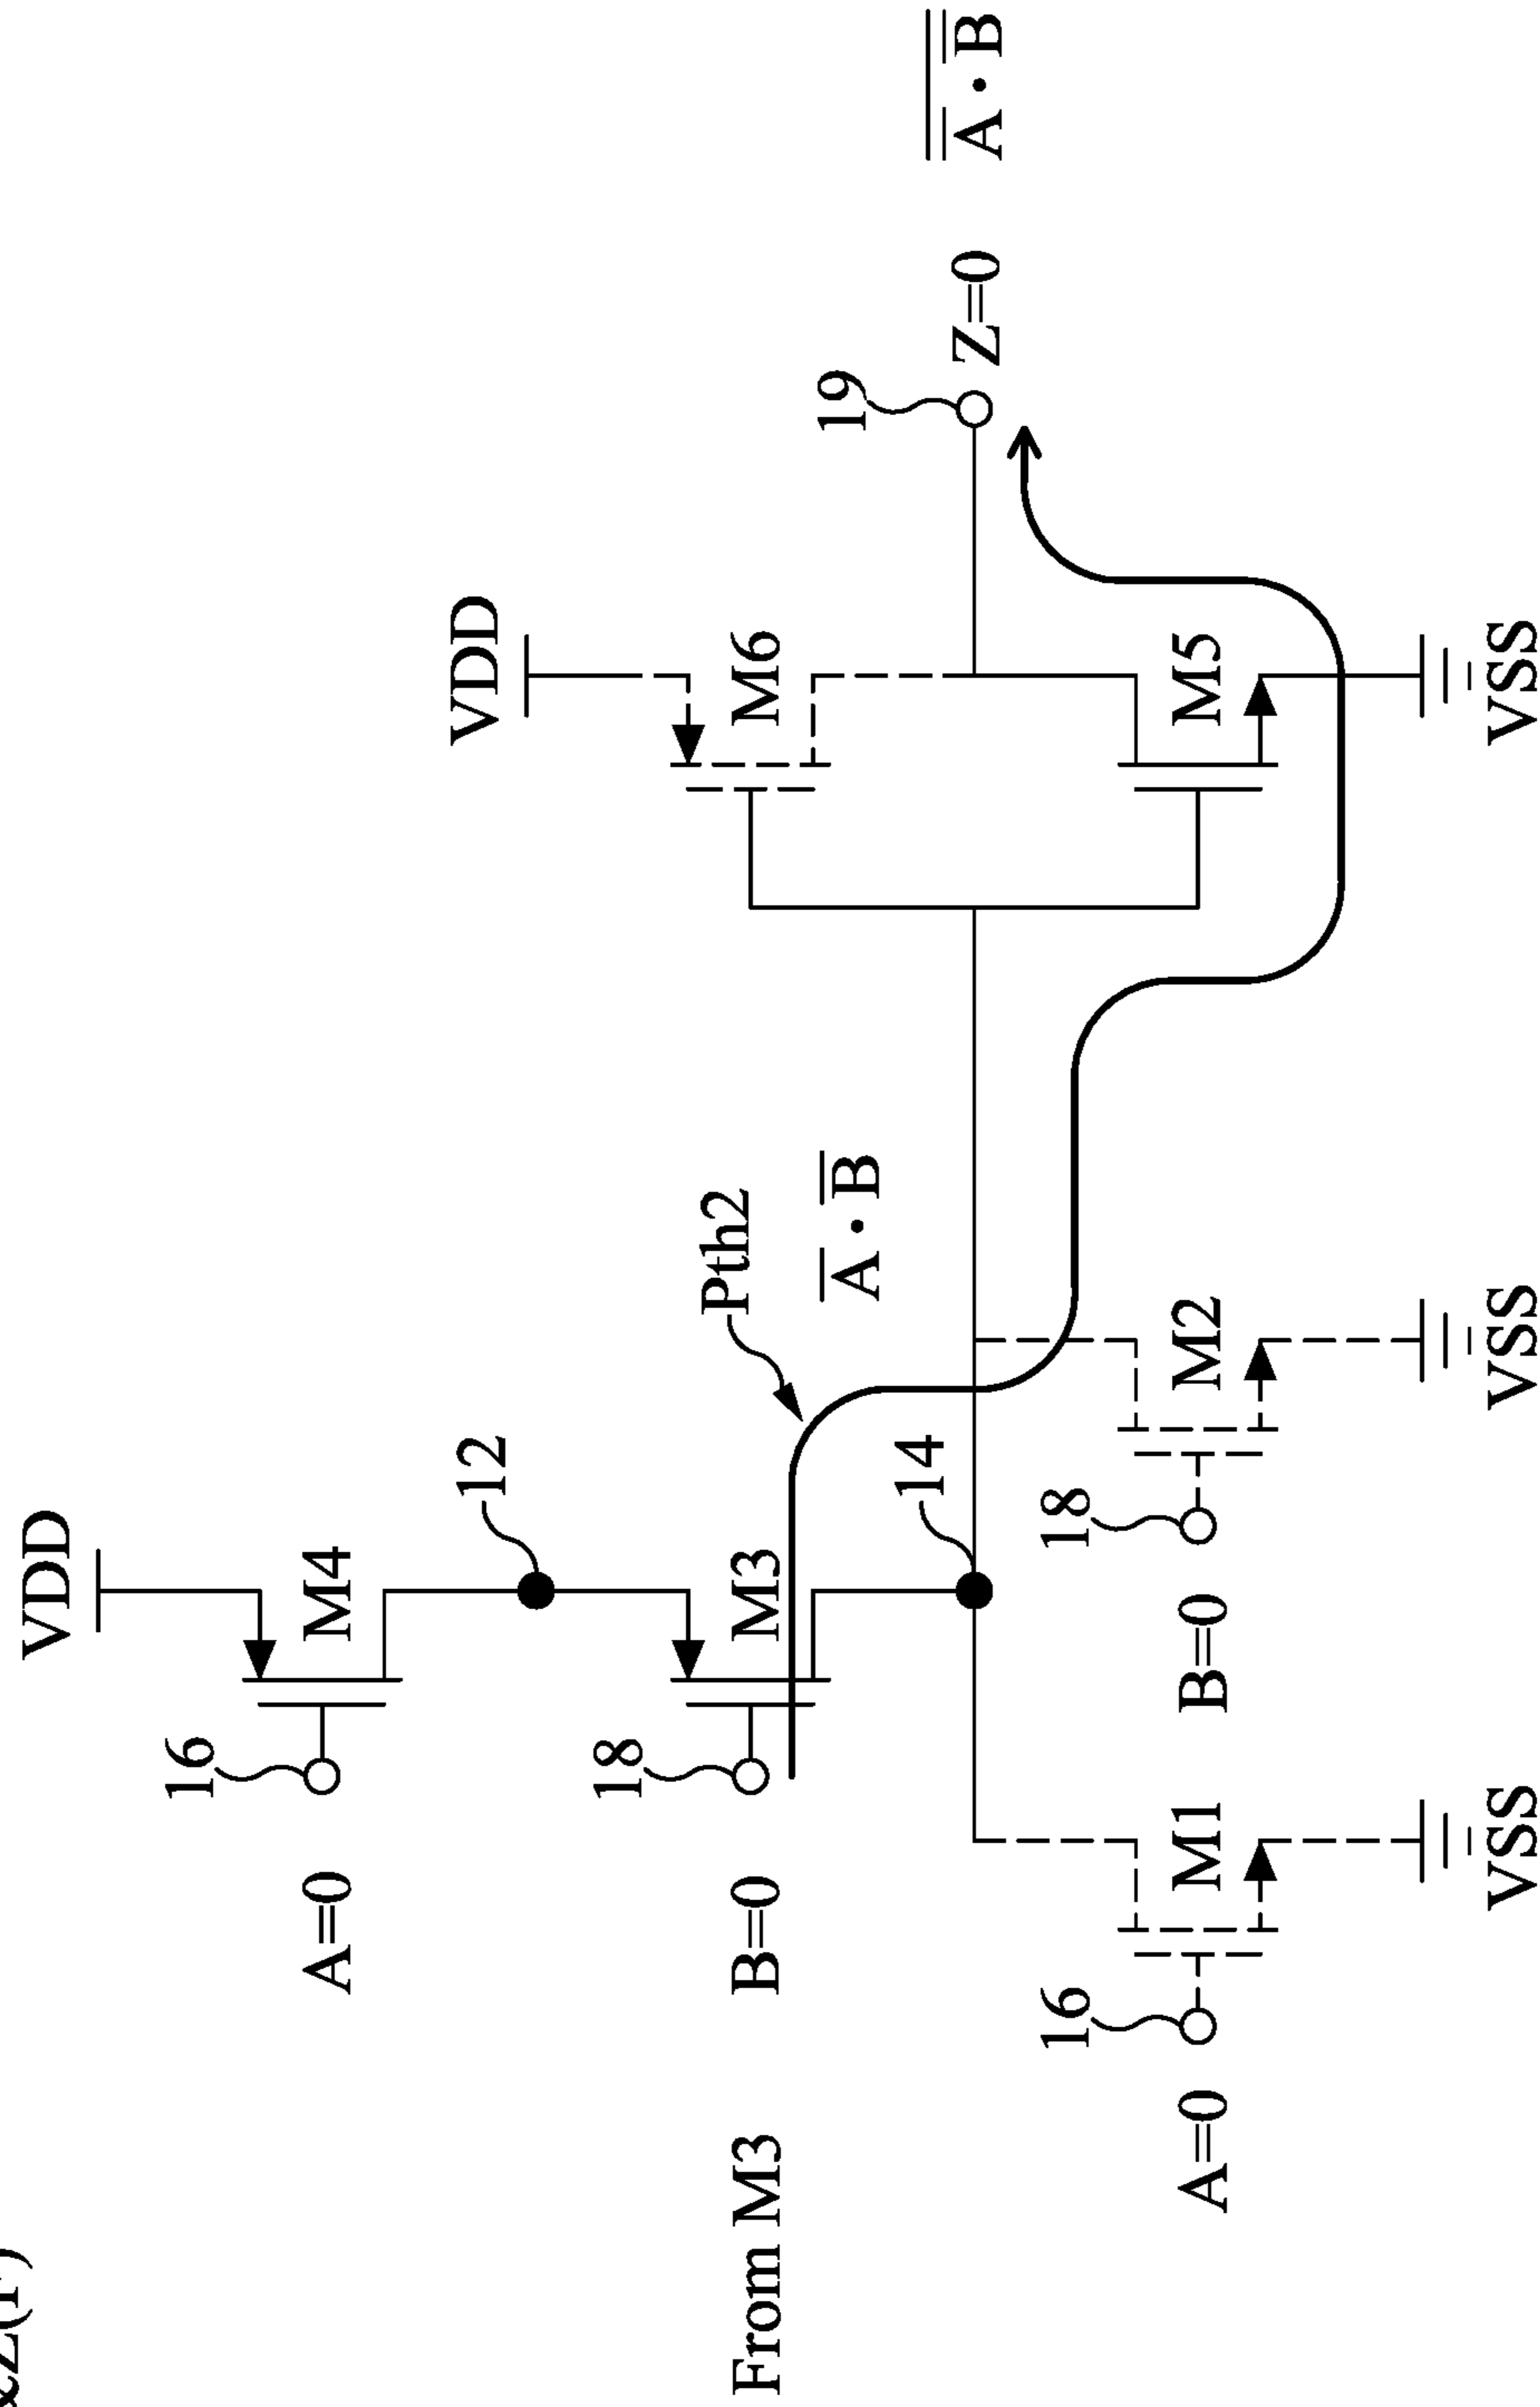 VDD
16
A=0 M4
12
VDD
18
From M3 B=0 M3
Pth2
M6
A̅·B̅
19
14
Z=0
A̿·B̿
16 18
A=0 M1 B=0 M2 M5
VSS VSS VSS